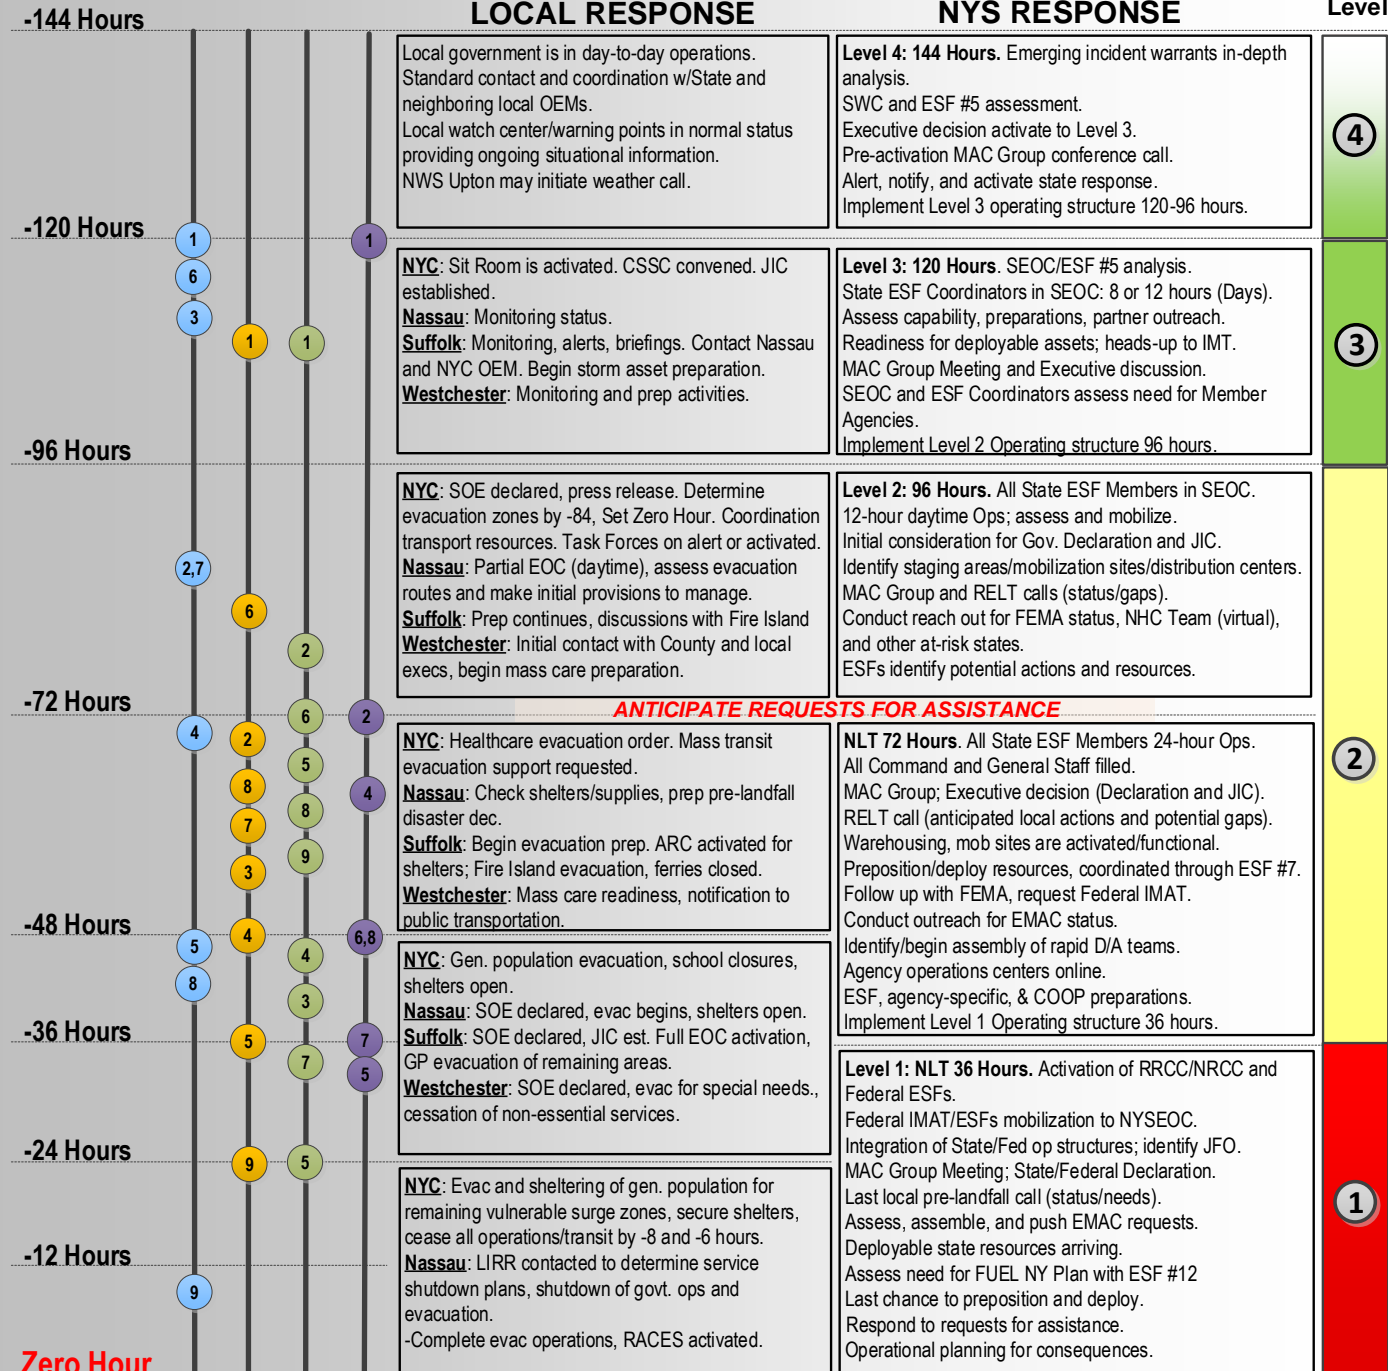 LOCAL RESPONSE
NYS RESPONSE
Level
-144 Hours
Local government is in day-to-day operations.
Standard contact and coordination w/State and
neighboring local OEMs.
Local watch center/warning points in normal status
providing ongoing situational information.
NWS Upton may initiate weather call.
Level 4: 144 Hours. Emerging incident warrants in-depth
analysis.
SWC and ESF #5 assessment.
Executive decision activate to Level 3.
Pre-activation MAC Group conference call.
Alert, notify, and activate state response.
Implement Level 3 operating structure 120-96 hours.
4
-120 Hours
1
1
6
3
1
1
NYC: Sit Room is activated. CSSC convened. JIC
established.
Nassau: Monitoring status.
Suffolk: Monitoring, alerts, briefings. Contact Nassau
and NYC OEM. Begin storm asset preparation.
Westchester: Monitoring and prep activities.
Level 3: 120 Hours. SEOC/ESF #5 analysis.
State ESF Coordinators in SEOC: 8 or 12 hours (Days).
Assess capability, preparations, partner outreach.
Readiness for deployable assets; heads-up to IMT.
MAC Group Meeting and Executive discussion.
SEOC and ESF Coordinators assess need for Member
Agencies.
Implement Level 2 Operating structure 96 hours.
3
-96 Hours
2,7
6
2
NYC: SOE declared, press release. Determine
evacuation zones by -84, Set Zero Hour. Coordination
transport resources. Task Forces on alert or activated.
Nassau: Partial EOC (daytime), assess evacuation
routes and make initial provisions to manage.
Suffolk: Prep continues, discussions with Fire Island
Westchester: Initial contact with County and local
execs, begin mass care preparation.
Level 2: 96 Hours. All State ESF Members in SEOC.
12-hour daytime Ops; assess and mobilize.
Initial consideration for Gov. Declaration and JIC.
Identify staging areas/mobilization sites/distribution centers.
MAC Group and RELT calls (status/gaps).
Conduct reach out for FEMA status, NHC Team (virtual),
and other at-risk states.
ESFs identify potential actions and resources.
-72 Hours
ANTICIPATE REQUESTS FOR ASSISTANCE
6
2
4
2
5
8
4
8
7
9
3
NYC: Healthcare evacuation order. Mass transit
evacuation support requested.
Nassau: Check shelters/supplies, prep pre-landfall
disaster dec.
Suffolk: Begin evacuation prep. ARC activated for
shelters; Fire Island evacuation, ferries closed.
Westchester: Mass care readiness, notification to
public transportation.
NLT 72 Hours. All State ESF Members 24-hour Ops.
All Command and General Staff filled.
MAC Group; Executive decision (Declaration and JIC).
RELT call (anticipated local actions and potential gaps).
Warehousing, mob sites are activated/functional.
Preposition/deploy resources, coordinated through ESF #7.
Follow up with FEMA, request Federal IMAT.
Conduct outreach for EMAC status.
Identify/begin assembly of rapid D/A teams.
Agency operations centers online.
ESF, agency-specific, & COOP preparations.
Implement Level 1 Operating structure 36 hours.
2
-48 Hours
5
4
6,8
4
8
3
NYC: Gen. population evacuation, school closures,
shelters open.
Nassau: SOE declared, evac begins, shelters open.
Suffolk: SOE declared, JIC est. Full EOC activation,
GP evacuation of remaining areas.
Westchester: SOE declared, evac for special needs.,
cessation of non-essential services.
-36 Hours
5
7
7
5
Level 1: NLT 36 Hours. Activation of RRCC/NRCC and
Federal ESFs.
Federal IMAT/ESFs mobilization to NYSEOC.
Integration of State/Fed op structures; identify JFO.
MAC Group Meeting; State/Federal Declaration.
Last local pre-landfall call (status/needs).
Assess, assemble, and push EMAC requests.
Deployable state resources arriving.
Assess need for FUEL NY Plan with ESF #12
Last chance to preposition and deploy.
Respond to requests for assistance.
Operational planning for consequences.
1
-24 Hours
9
5
NYC: Evac and sheltering of gen. population for
remaining vulnerable surge zones, secure shelters,
cease all operations/transit by -8 and -6 hours.
Nassau: LIRR contacted to determine service
shutdown plans, shutdown of govt. ops and
evacuation.
-Complete evac operations, RACES activated.
-12 Hours
9
Zero Hour